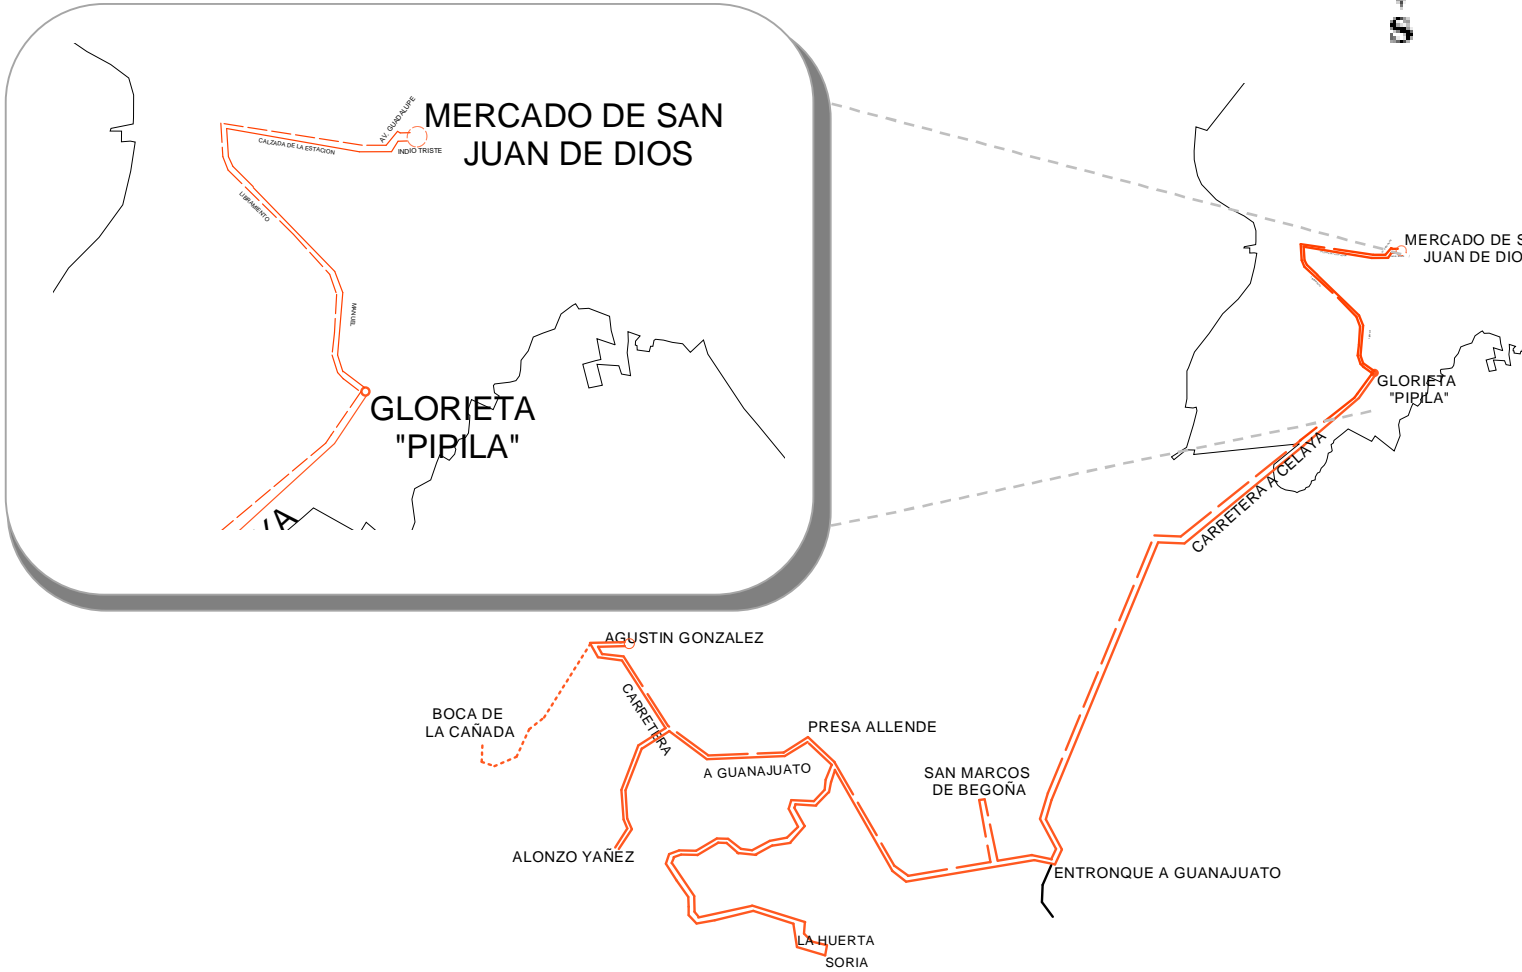 S
AV. GUADALUPE
MERCADO DE SAN
JUAN DE DIOS
CALZADA DE LA ESTACION
INDIO TRISTE
LIBRAMIENTO
MANUEL
GLORIETA
"PIPILA"
YA
MERCADO DE S
JUAN DE DIO
GLORIETA
"PIPILA"
CARRETERA A CELAYA
AGUSTIN GONZALEZ
CARRETERA
BOCA DE
LA CAÑADA
PRESA ALLENDE
A GUANAJUATO
SAN MARCOS
DE BEGOÑA
ALONZO YAÑEZ
ENTRONQUE A GUANAJUATO
LA HUERTA
SORIA